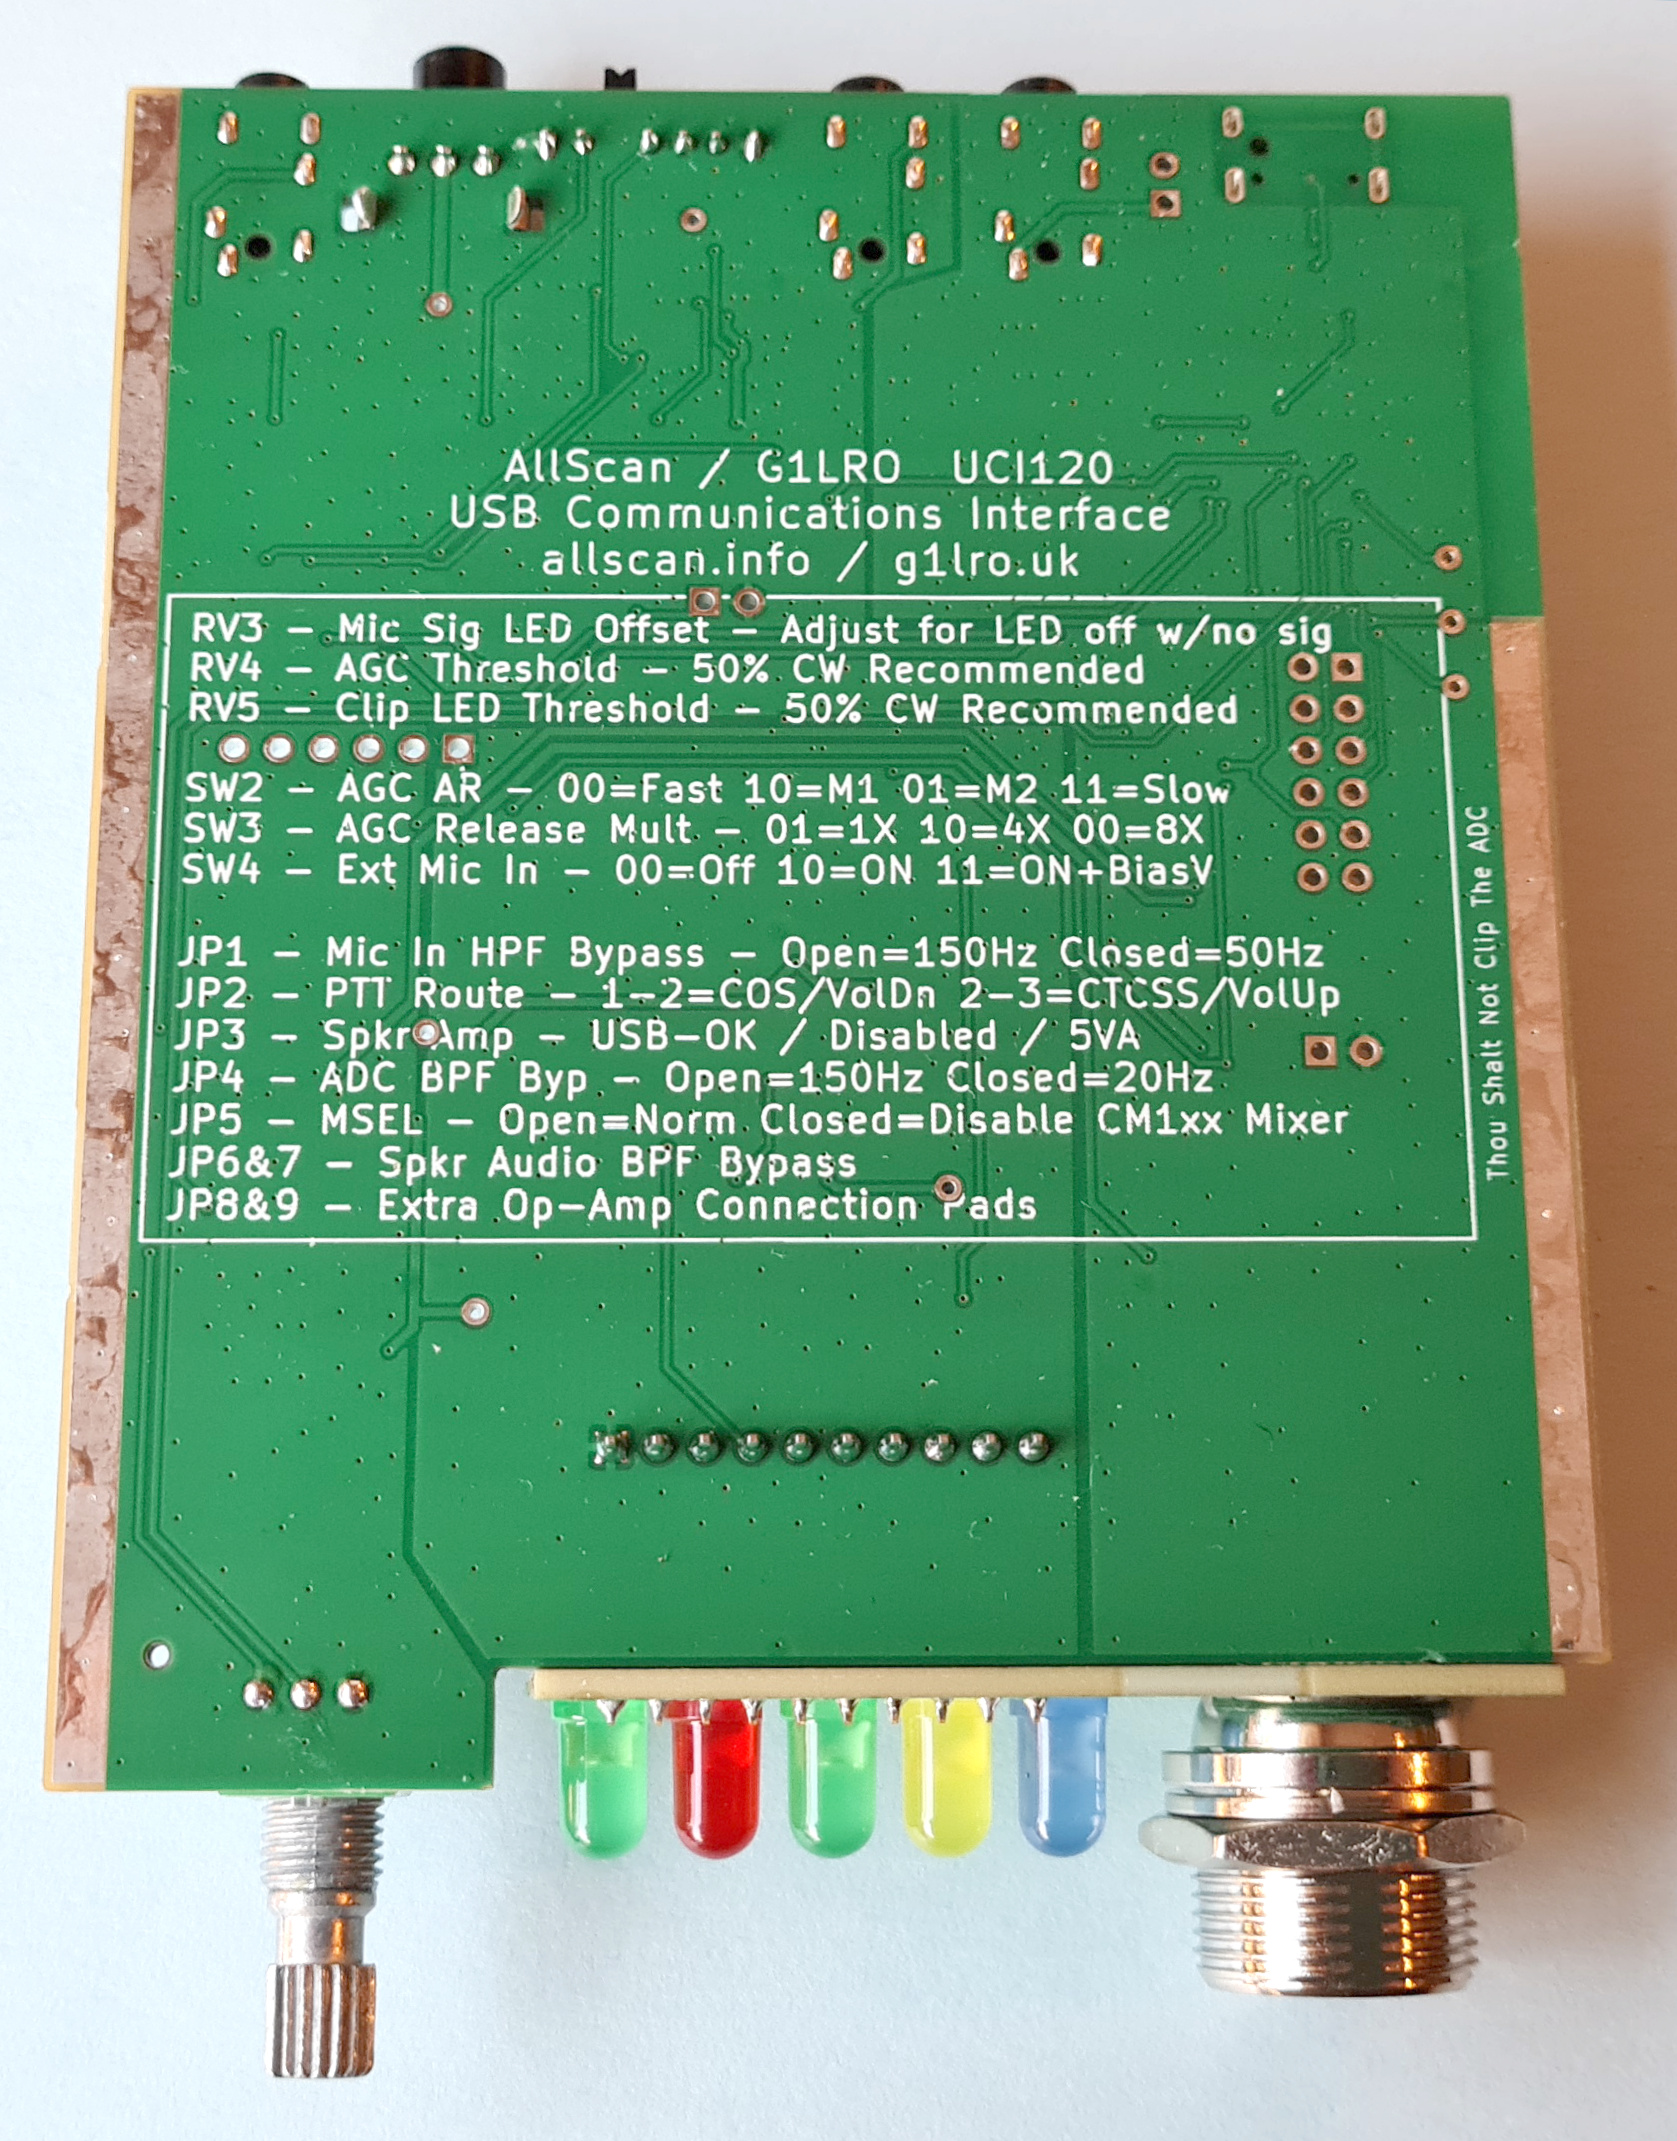 AllScan / G1LRO UCI120
USB Communications Interface
allscan.info / g1lro.uk
RV3 – Mic Sig LED Offset – Adjust for LED off w/no sig
RV4 – AGC Threshold – 50% CW Recommended
RV5 – Clip LED Threshold – 50% CW Recommended
SW2 – AGC AR – 00=Fast 10=M1 01=M2 11=Slow
SW3 – AGC Release Mult – 01=1X 10=4X 00=8X
SW4 – Ext Mic In – 00=Off 10=ON 11=ON+BiasV
JP1 – Mic In HPF Bypass – Open=150Hz Closed=50Hz
JP2 – PTT Route – 1–2=COS/VolDn 2–3=CTCSS/VolUp
JP3 – Spkr Amp – USB–OK / Disabled / 5VA
JP4 – ADC BPF Byp – Open=150Hz Closed=20Hz
JP5 – MSEL – Open=Norm Closed=Disable CM1xx Mixer
JP6&7 – Spkr Audio BPF Bypass
JP8&9 – Extra Op–Amp Connection Pads
Thou Shalt Not Clip The ADC